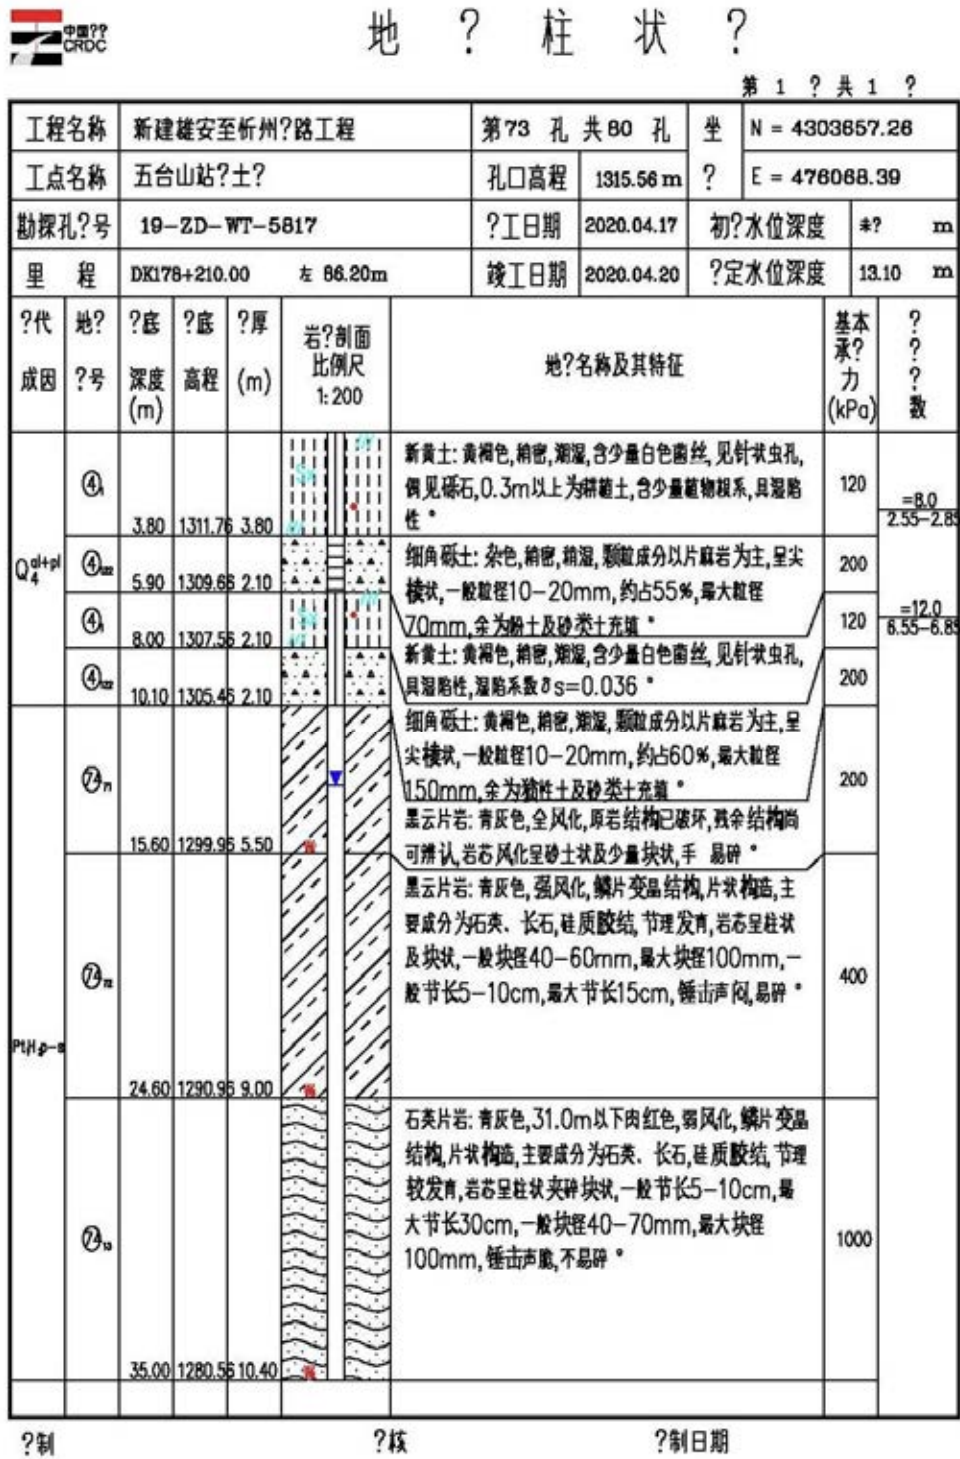 中国??
CRDC
地 ? 柱 状 ?
第 1 ? 共 1 ?
工程名称 新建雄安至忻州?路工程 第73 孔 共80 孔 坐 N = 4303657.26
工点名称 五台山站?土? 孔口高程 1315.56 m ? E = 476068.39
勘探孔?号 19-ZD-WT-5817 ?工日期 2020.04.17 初?水位深度 *? m
里 程 DK178+210.00 左 86.20m 竣工日期 2020.04.20 ?定水位深度 13.10 m
?代 地? ?底 ?底 ?厚 岩?剖面 地?名称及其特征 基本 ?
成因 ?号 深度 高程 (m) 比例尺 承? ?
(m) 1:200 力 ?
(kPa) 数
新黄土:黄褐色,稍密,潮湿,含少量白色菌丝,见针状虫孔,
④₁ 偶见砾石,0.3m以上为耕植土,含少量植物根系,具湿陷 120 =8.0
3.80 1311.76 3.80 性。 2.55-2.85
Q₄ᵃˡ⁺ᵖˡ ④ 细角砾土:杂色,稍密,稍湿,颗粒成分以片麻岩为主,呈尖 200
5.90 1309.66 2.10 棱状,一般粒径10-20mm,约占55%,最大粒径
④₁ 70mm,余为粉土及砂类土充填。 120 =12.0
8.00 1307.56 2.10 6.55-6.85
新黄土:黄褐色,稍密,潮湿,含少量白色菌丝,见针状虫孔,
④ 具湿陷性,湿陷系数δs=0.036。 200
10.10 1305.46 2.10
细角砾土:黄褐色,稍密,潮湿,颗粒成分以片麻岩为主,呈
尖棱状,一般粒径10-20mm,约占60%,最大粒径 200
150mm,余为黏性土及砂类土充填。
黑云片岩:青灰色,全风化,原岩结构已破坏,残余结构尚
15.60 1299.96 5.50 可辨认,岩芯风化呈砂土状及少量块状,手 易碎。
黑云片岩:青灰色,强风化,鳞片变晶结构,片状构造,主
要成分为石英、长石,硅质胶结,节理发育,岩芯呈柱状
及块状,一般块径40-60mm,最大块径100mm,一 400
般节长5-10cm,最大节长15cm,锤击声闷,易碎。
24.60 1290.96 9.00
石英片岩:青灰色,31.0m以下肉红色,弱风化,鳞片变晶
结构,片状构造,主要成分为石英、长石,硅质胶结,节理
较发育,岩芯呈柱状夹碎块状,一般节长5-10cm,最
大节长30cm,一般块径40-70mm,最大块径 1000
100mm,锤击声脆,不易碎。
35.00 1280.56 10.40
?制 ?核 ?制日期